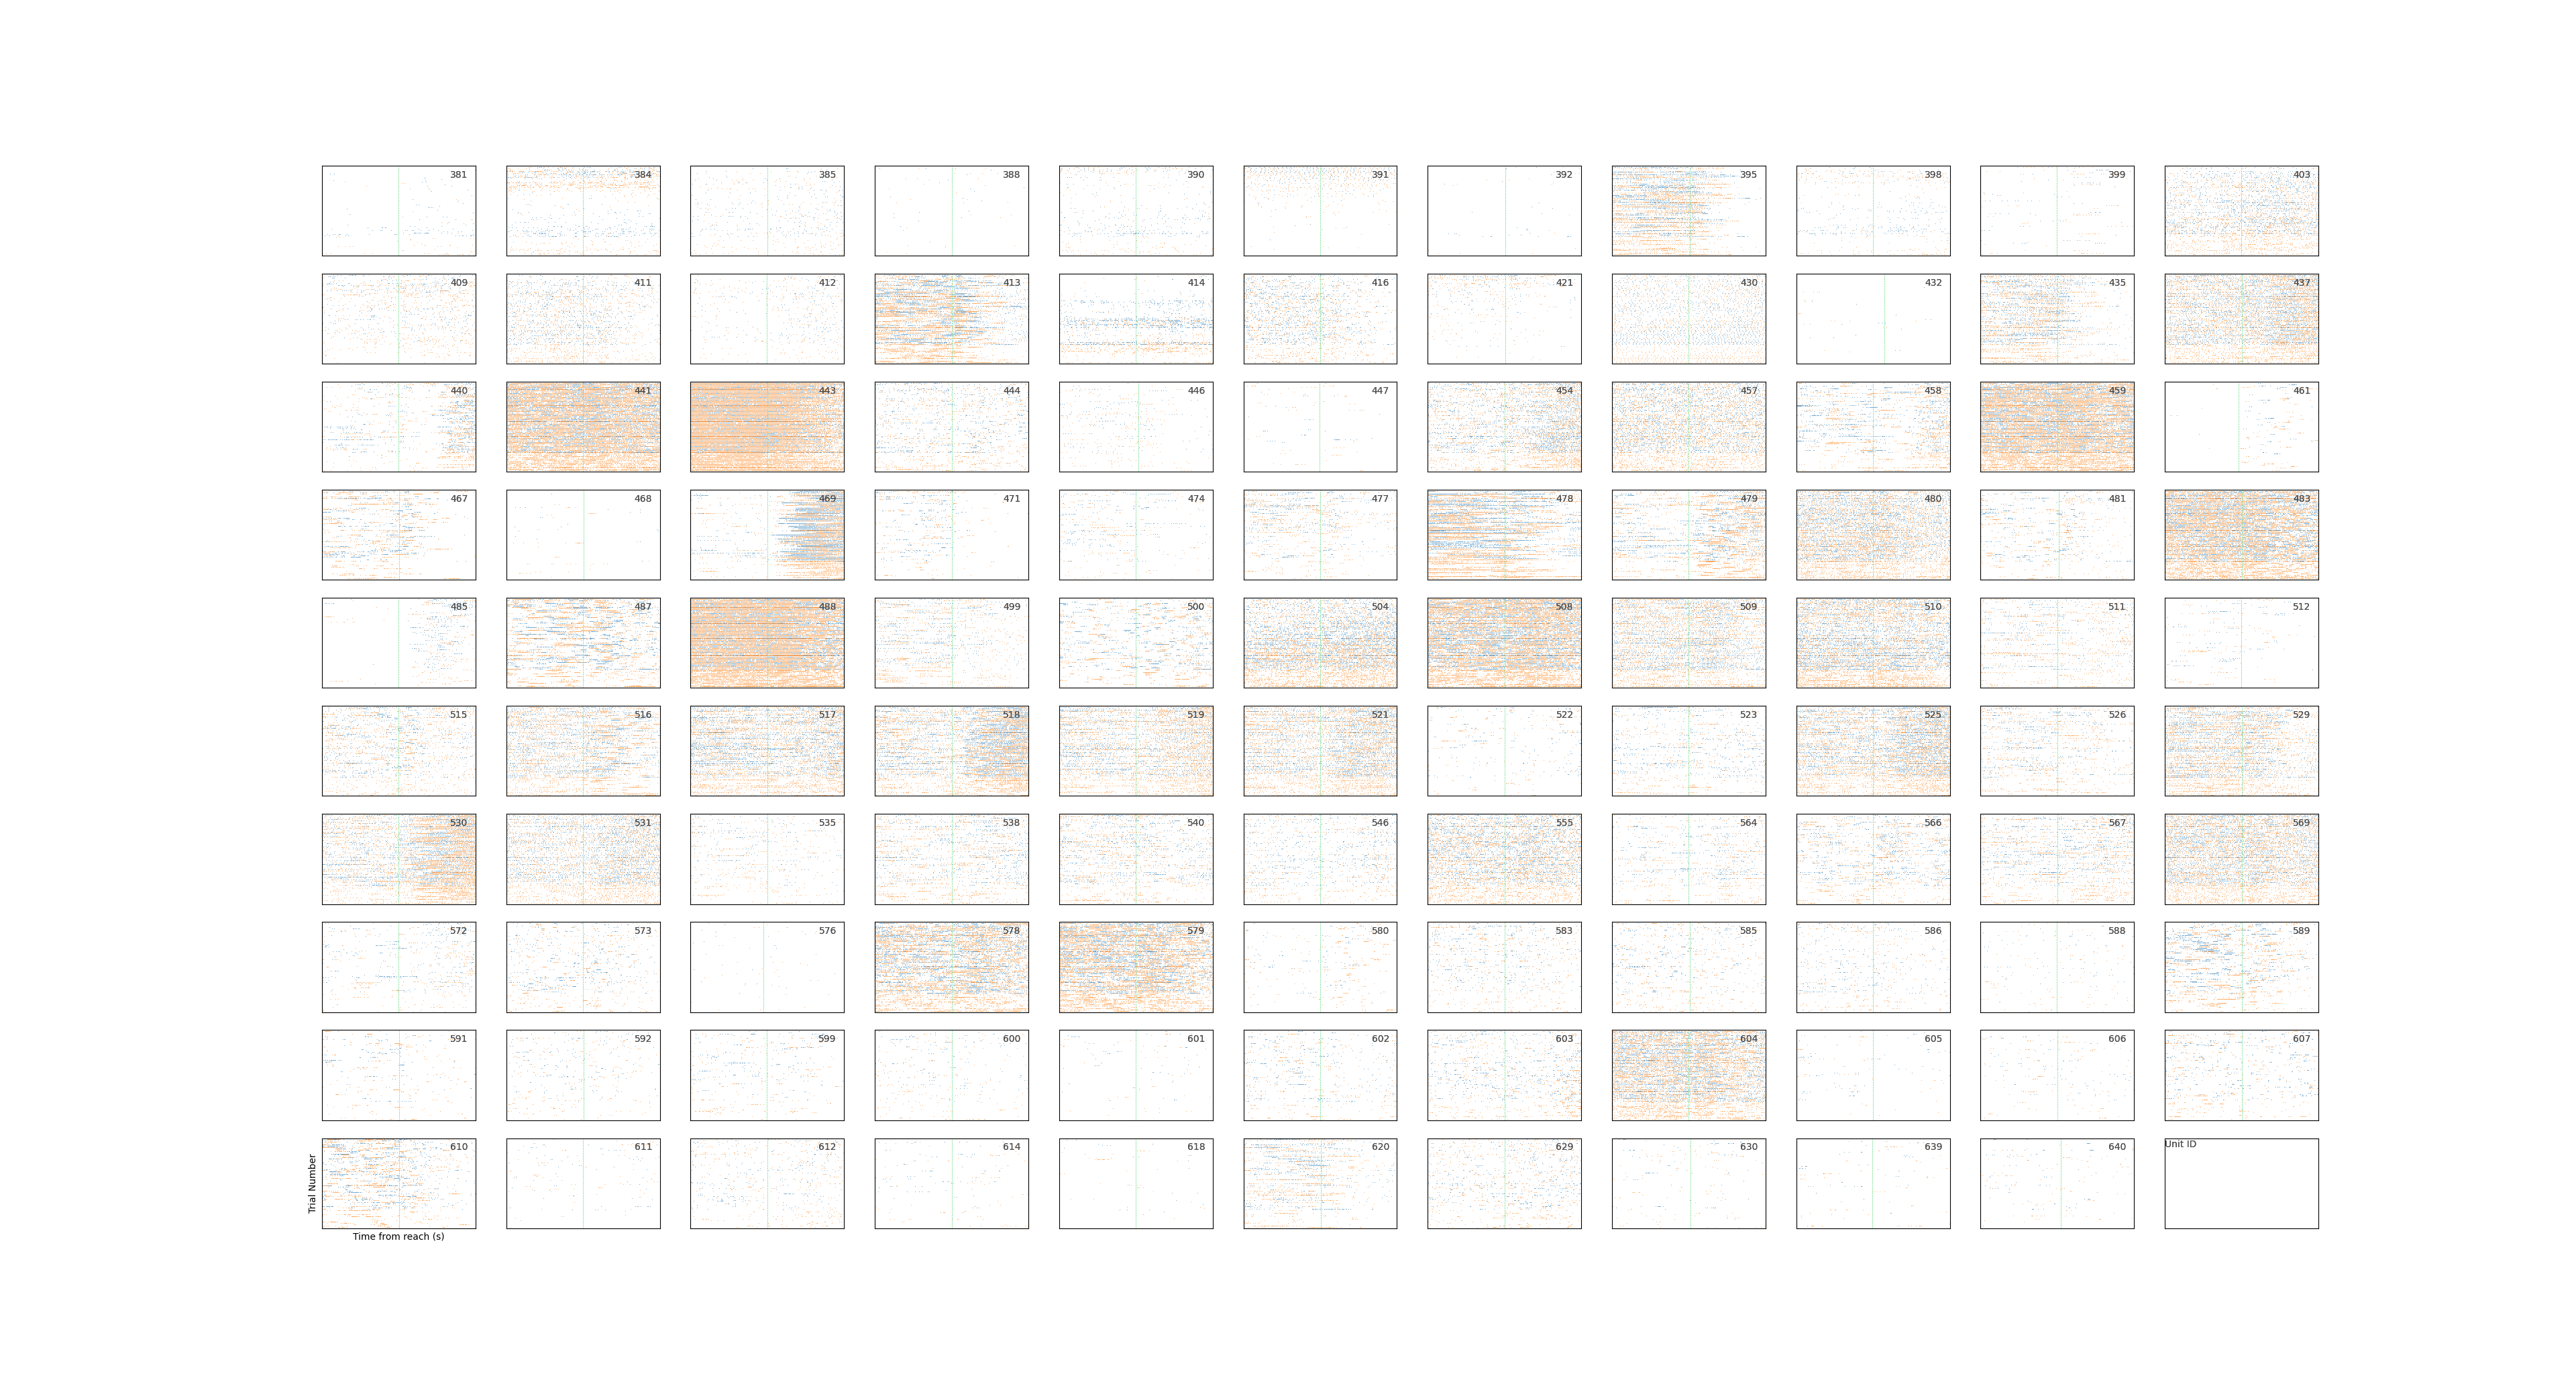 381 384 385 388 390 391 392 395 398 399 403
409 411 412 413 414 416 421 430 432 435 437
440 441 443 444 446 447 454 457 458 459 461
467 468 469 471 474 477 478 479 480 481 483
485 487 488 499 500 504 508 509 510 511 512
515 516 517 518 519 521 522 523 525 526 529
530 531 535 538 540 546 555 564 566 567 569
572 573 576 578 579 580 583 585 586 588 589
591 592 599 600 601 602 603 604 605 606 607
610 611 612 614 618 620 629 630 639 640 Unit ID
Trial Number
Time from reach (s)